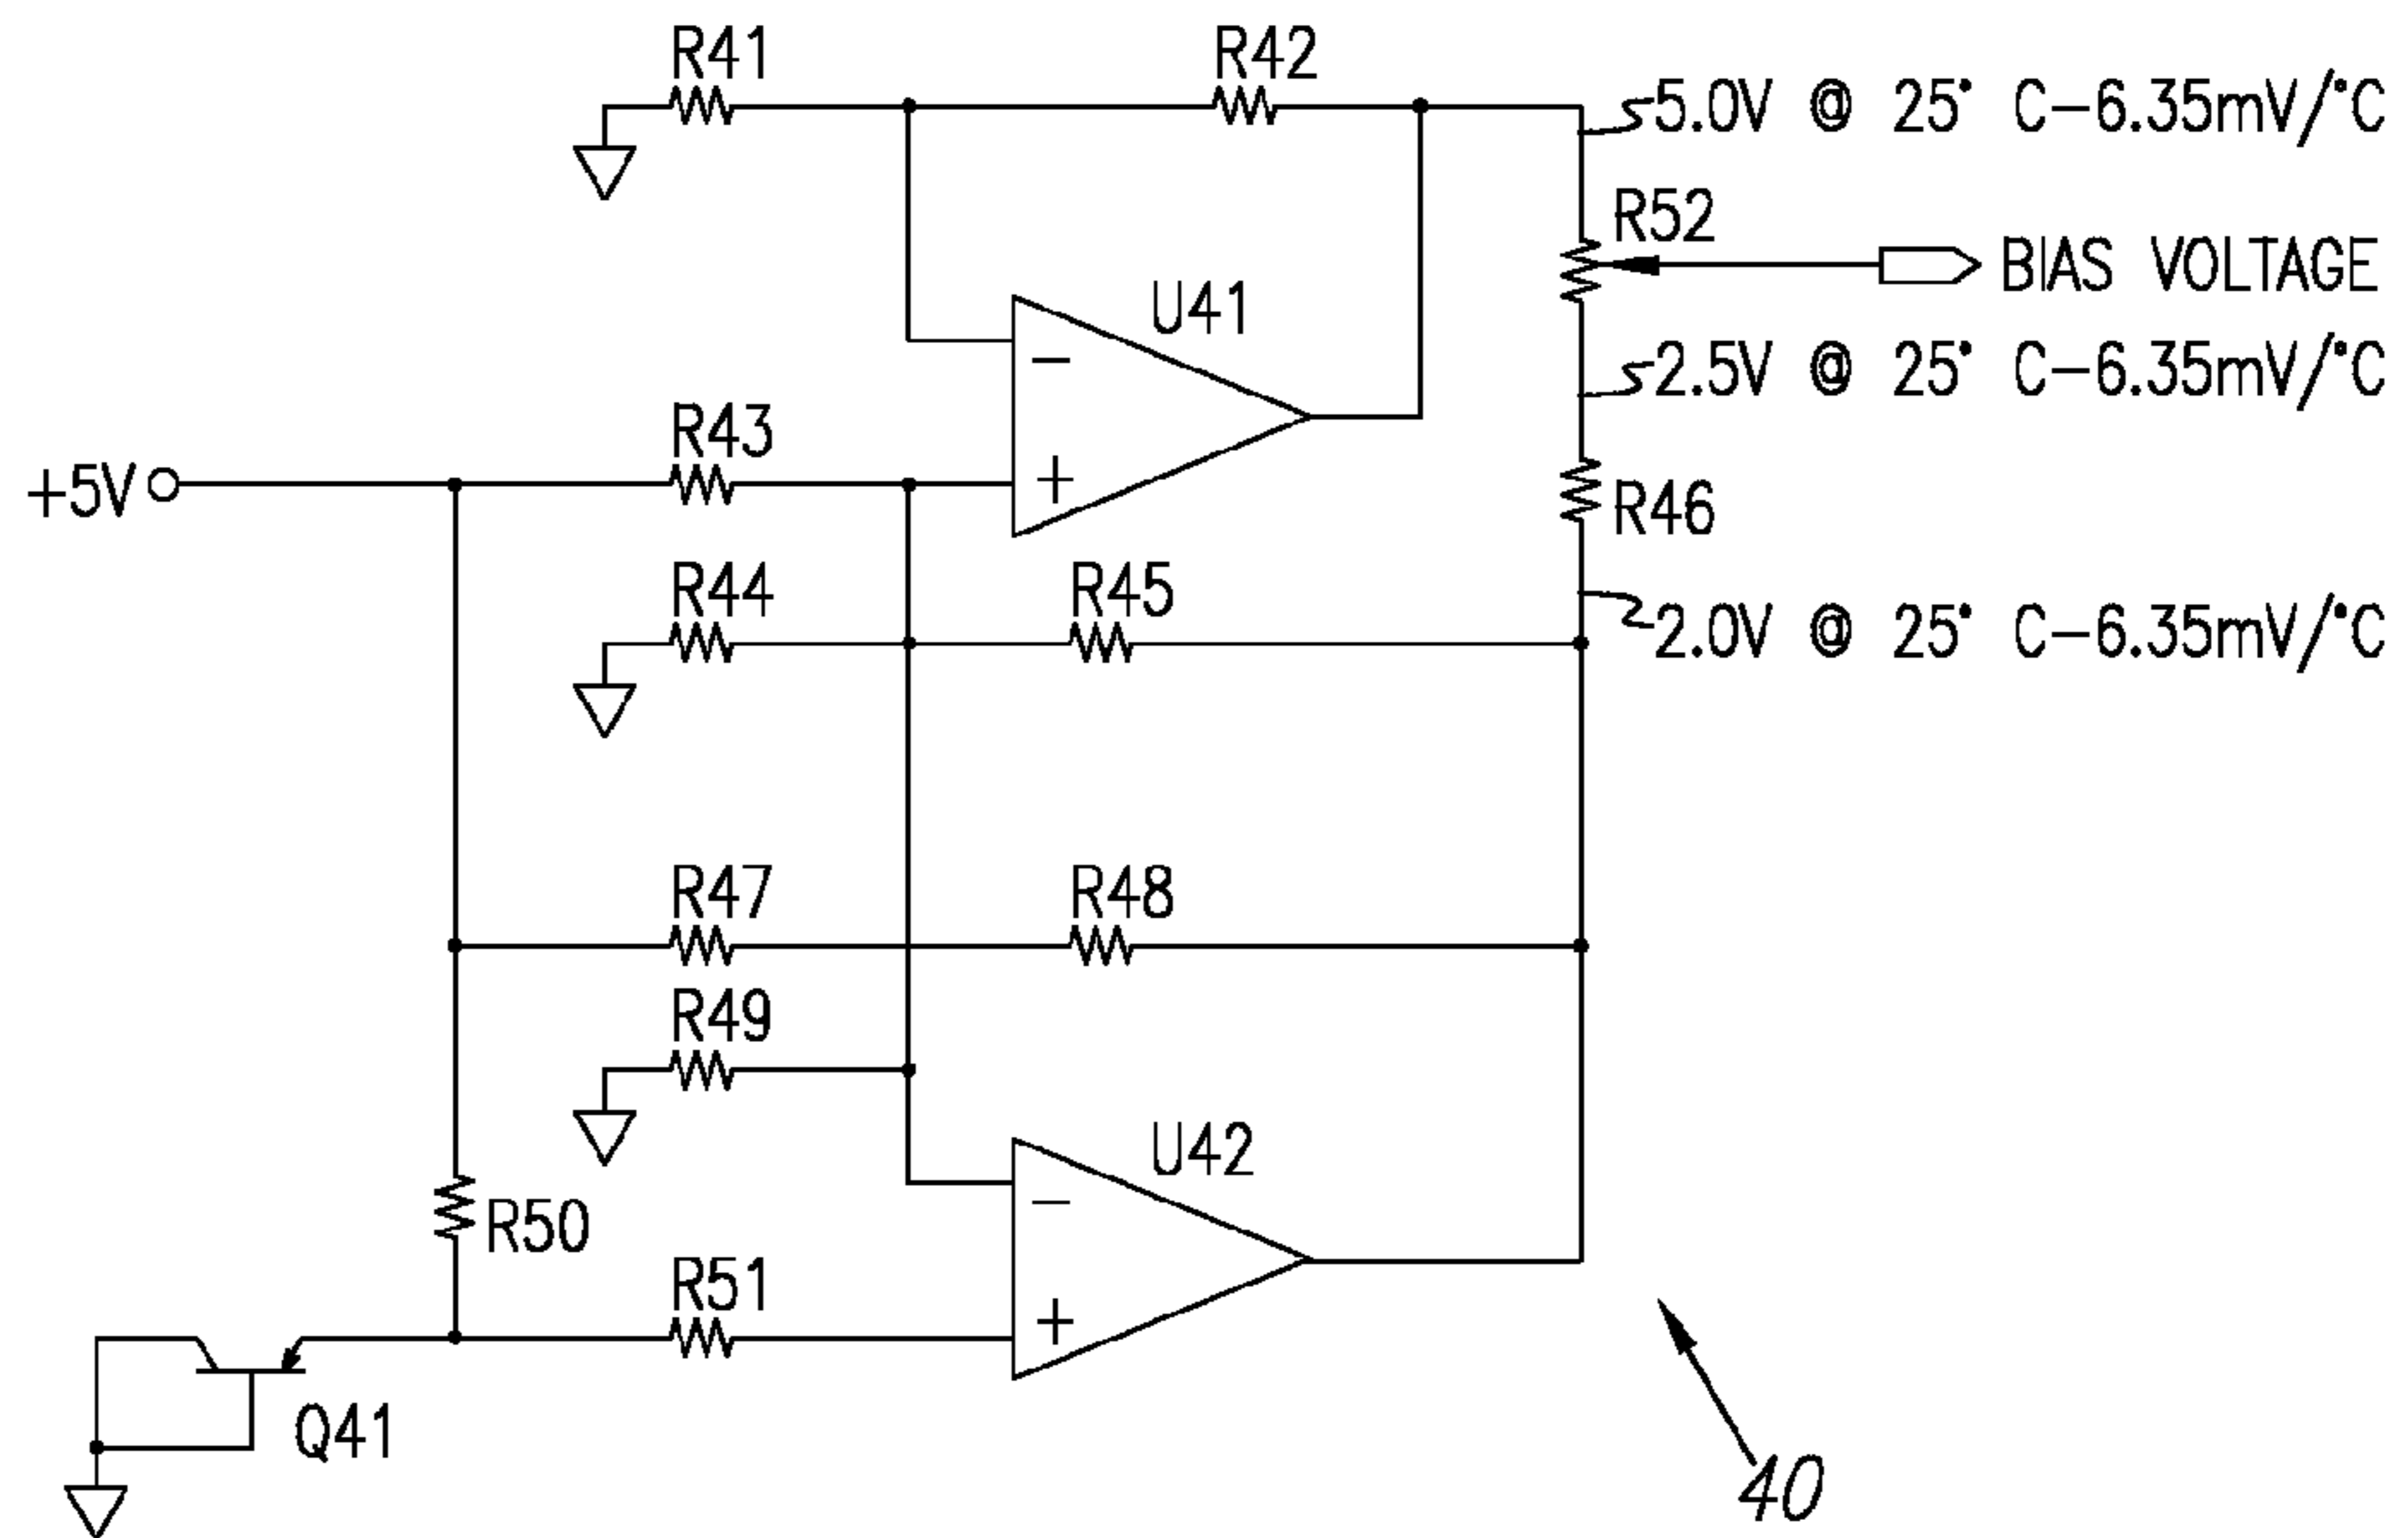 R41
R42
5.0V @ 25° C-6.35mV/°C
R52
BIAS VOLTAGE
U41
−
2.5V @ 25° C-6.35mV/°C
R43
+5V
+
R46
R44
R45
2.0V @ 25° C-6.35mV/°C
R47
R48
R49
U42
−
R50
R51
+
Q41
40